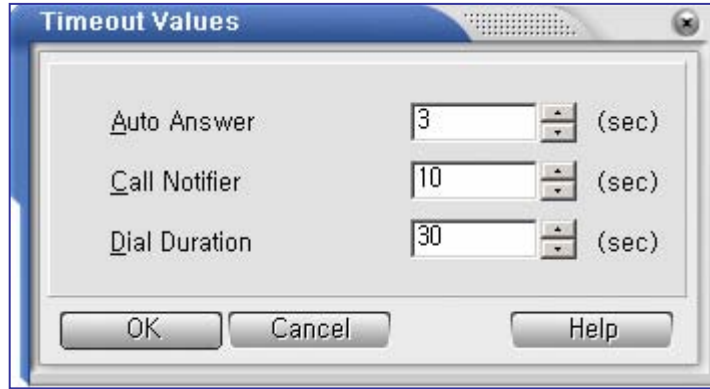 Timeout Values
Auto Answer 3 (sec)
Call Notifier 10 (sec)
Dial Duration 30 (sec)
OK Cancel Help